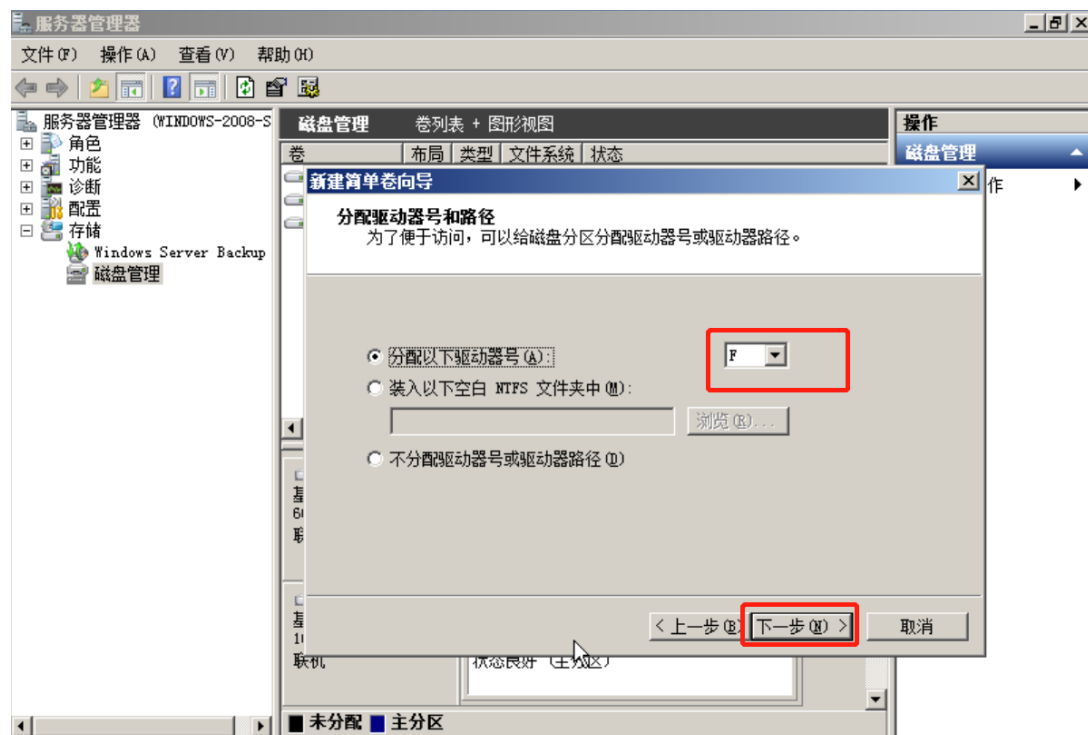 服务器管理器
文件(F) 操作(A) 查看(V) 帮助(H)
服务器管理器 (WINDOWS-2008-S
角色
功能
诊断
配置
存储
Windows Server Backup
磁盘管理
磁盘管理 卷列表 + 图形视图
卷 布局 类型 文件系统 状态
新建简单卷向导
分配驱动器号和路径
为了便于访问，可以给磁盘分区分配驱动器号或驱动器路径。
分配以下驱动器号(A): F
装入以下空白 NTFS 文件夹中(M):
浏览(R)...
不分配驱动器号或驱动器路径(D)
< 上一步(B) 下一步(N) > 取消
基
联
基
联机
状态良好 (主分区)
未分配 主分区
操作
磁盘管理
作